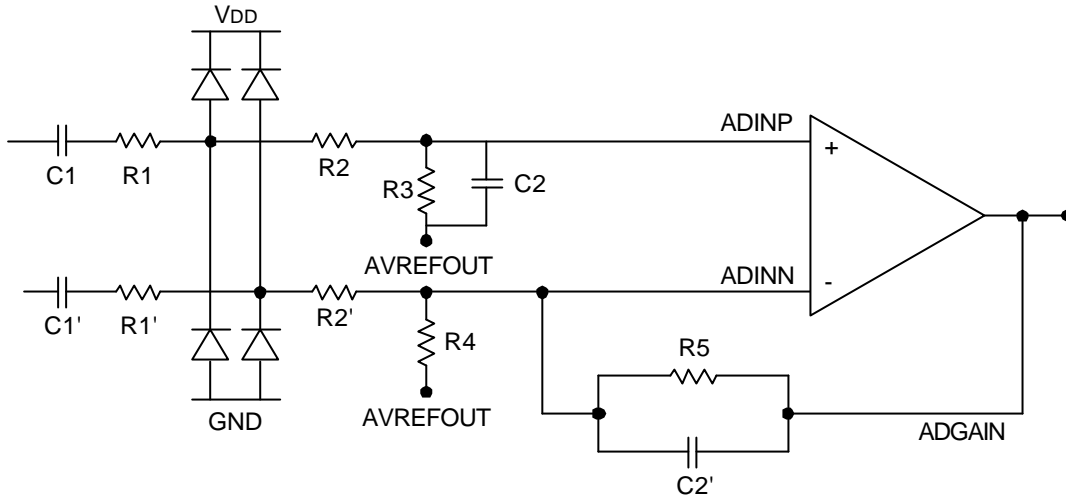 VDD
ADINP
+
C1
R1
R2
R3
C2
AVREFOUT
ADINN
-
C1'
R1'
R2'
R4
R5
AVREFOUT
GND
ADGAIN
C2'